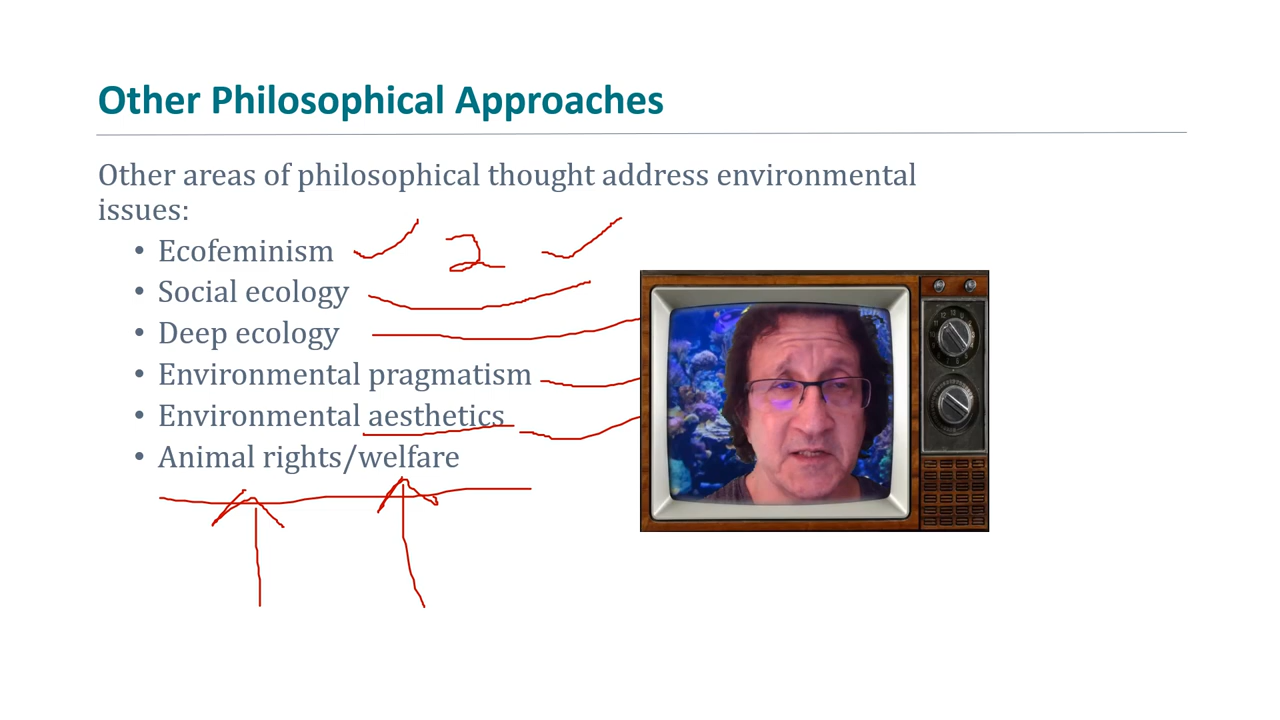 Other Philosophical Approaches
Other areas of philosophical thought address environmental
issues:
• Ecofeminism 2
• Social ecology
• Deep ecology
• Environmental pragmatism
• Environmental aesthetics
• Animal rights/welfare